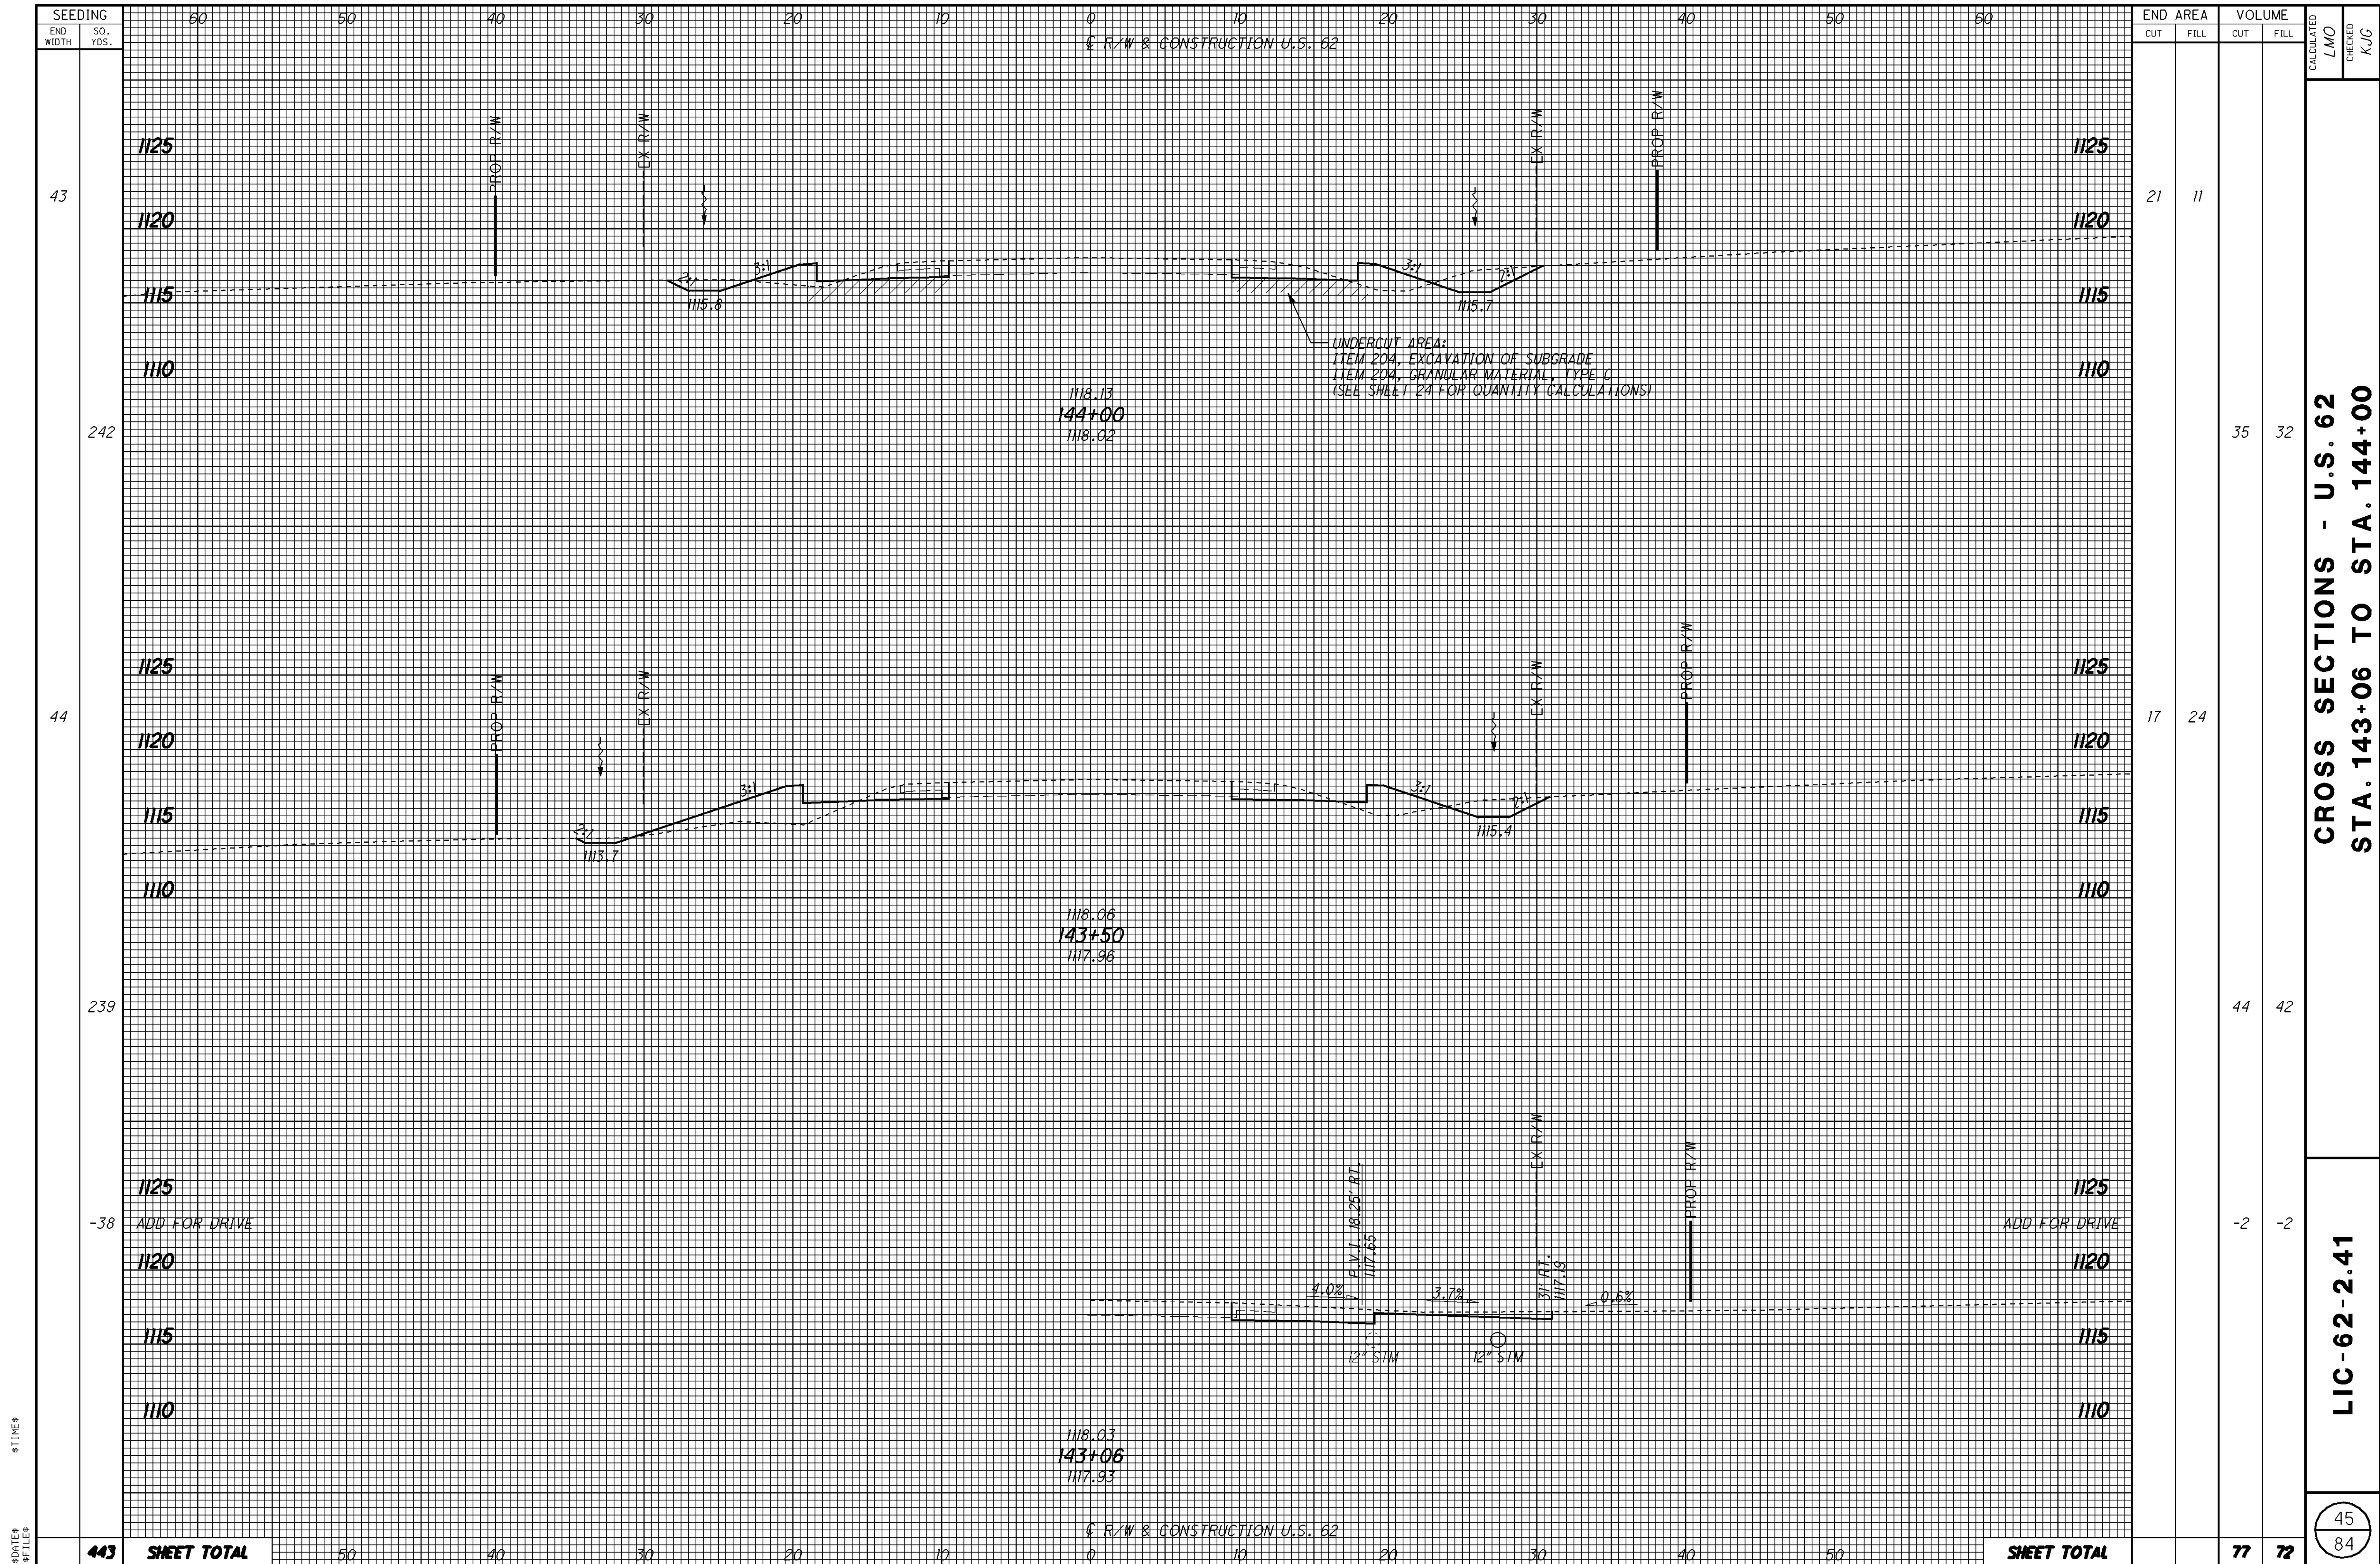 SEEDING
END WIDTH
SQ. YDS.
60 50 40 30 20 10 0 10 20 30 40 50 60
END AREA
VOLUME
CUT FILL CUT FILL
CALCULATED
LMO
CHECKED
KJG
℄ R/W & CONSTRUCTION U.S. 62
PROP R/W
EX R/W
EX R/W
PROP R/W
1125 1125
43
21 11
1120 1120
2:1
3:1
3:1
2:1
1115 1115
1115.8
1115.7
UNDERCUT AREA:
ITEM 204, EXCAVATION OF SUBGRADE
ITEM 204, GRANULAR MATERIAL, TYPE C
(SEE SHEET 24 FOR QUANTITY CALCULATIONS)
1110 1110
1118.13
144+00
1118.02
242
35 32
PROP R/W
EX R/W
EX R/W
PROP R/W
1125 1125
44
17 24
1120 1120
2:1
3:1
3:1
2:1
1115 1115
1113.7
1115.4
1110 1110
1118.06
143+50
1117.96
239
44 42
EX R/W
PROP R/W
1125 1125
-38
ADD FOR DRIVE
ADD FOR DRIVE
-2 -2
1120 1120
P.V.I. 18.25' RT.
1117.65
31' RT.
1117.19
4.0%
3.7%
0.6%
1115 1115
12" STM
12" STM
1110 1110
1118.03
143+06
1117.93
℄ R/W & CONSTRUCTION U.S. 62
443
SHEET TOTAL
50 40 30 20 10 0 10 20 30 40 50
SHEET TOTAL
77 72
CROSS SECTIONS - U.S. 62
STA. 143+06 TO STA. 144+00
LIC-62-2.41
45
84
$TIME$
$DATE$
$FILE$